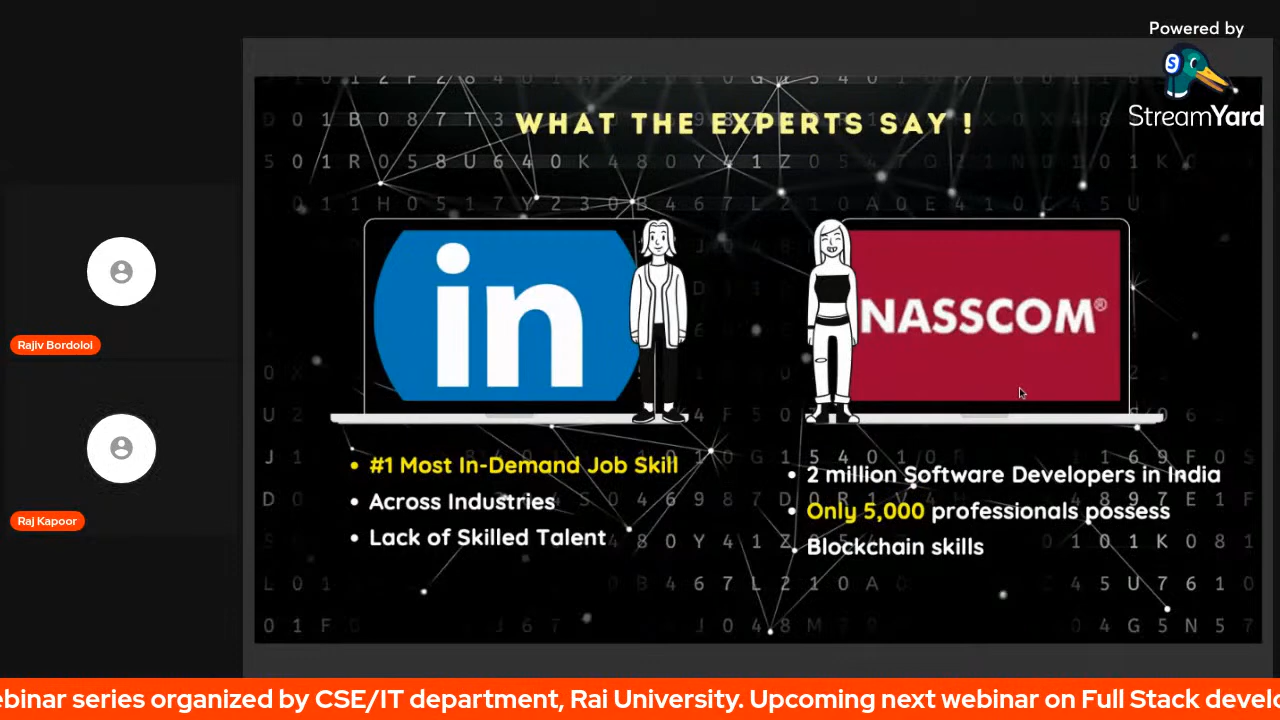 Powered by
StreamYard
WHAT THE EXPERTS SAY !
in
NASSCOM®
#1 Most In-Demand Job Skill
Across Industries
Lack of Skilled Talent
2 million Software Developers in India
Only 5,000 professionals possess
Blockchain skills
Rajiv Bordoloi
Raj Kapoor
ebinar series organized by CSE/IT department, Rai University. Upcoming next webinar on Full Stack develo